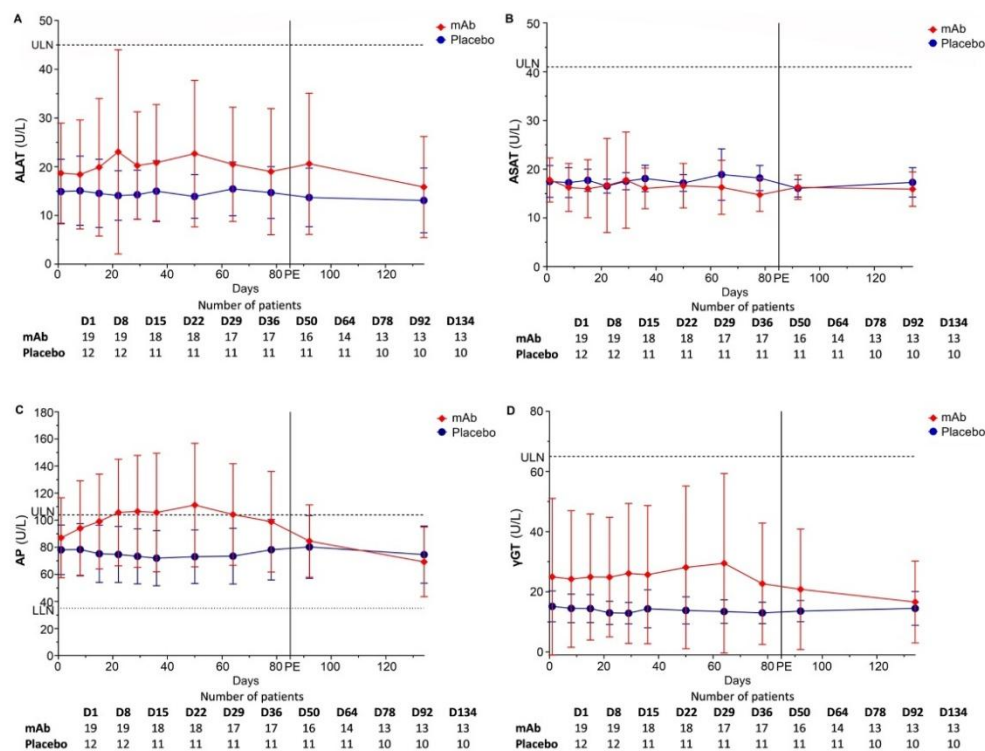 A
mAb
Placebo
50
ULN
40
30
20
10
0
ALAT (U/L)
0 20 40 60 80 PE 100 120
Days
Number of patients
D1 D8 D15 D22 D29 D36 D50 D64 D78 D92 D134
mAb 19 19 18 18 17 17 16 14 13 13 13
Placebo 12 12 11 11 11 11 11 11 10 10 10
B
mAb
Placebo
50
ULN
40
30
20
10
0
ASAT (U/L)
0 20 40 60 80 PE 100 120
Days
Number of patients
D1 D8 D15 D22 D29 D36 D50 D64 D78 D92 D134
mAb 19 19 18 18 17 17 16 14 13 13 13
Placebo 12 12 11 11 11 11 11 11 10 10 10
C
mAb
Placebo
180
160
140
120
ULN
100
80
60
40
LLN
20
0
AP (U/L)
0 20 40 60 80 PE 100 120
Days
Number of patients
D1 D8 D15 D22 D29 D36 D50 D64 D78 D92 D134
mAb 19 19 18 18 17 17 16 14 13 13 13
Placebo 12 12 11 11 11 11 11 11 10 10 10
D
mAb
Placebo
80
ULN
60
40
20
0
γGT (U/L)
0 20 40 60 80 PE 100 120
Days
Number of patients
D1 D8 D15 D22 D29 D36 D50 D64 D78 D92 D134
mAb 19 19 18 18 17 17 16 14 13 13 13
Placebo 12 12 11 11 11 11 11 11 10 10 10